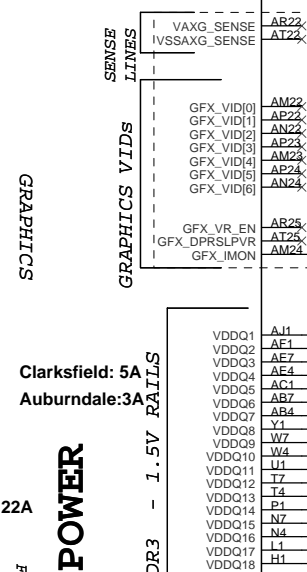 SENSE
LINES
VAXG_SENSE AR22
VSSAXG_SENSE AT22
GRAPHICS
GRAPHICS VIDs
GFX_VID[0] AM22
GFX_VID[1] AP22
GFX_VID[2] AN22
GFX_VID[3] AP23
GFX_VID[4] AM23
GFX_VID[5] AP24
GFX_VID[6] AN24
GFX_VR_EN AR25
GFX_DPRSLPVR AT25
GFX_IMON AM24
Clarksfield: 5A
Auburndale:3A
22A
POWER
- 1.5V RAILS
VDDQ1 AJ1
VDDQ2 AF1
VDDQ3 AE7
VDDQ4 AE4
VDDQ5 AC1
VDDQ6 AB7
VDDQ7 AB4
VDDQ8 Y1
VDDQ9 W7
VDDQ10 W4
VDDQ11 U1
VDDQ12 T7
VDDQ13 T4
VDDQ14 P1
VDDQ15 N7
VDDQ16 N4
VDDQ17 L1
VDDQ18 H1